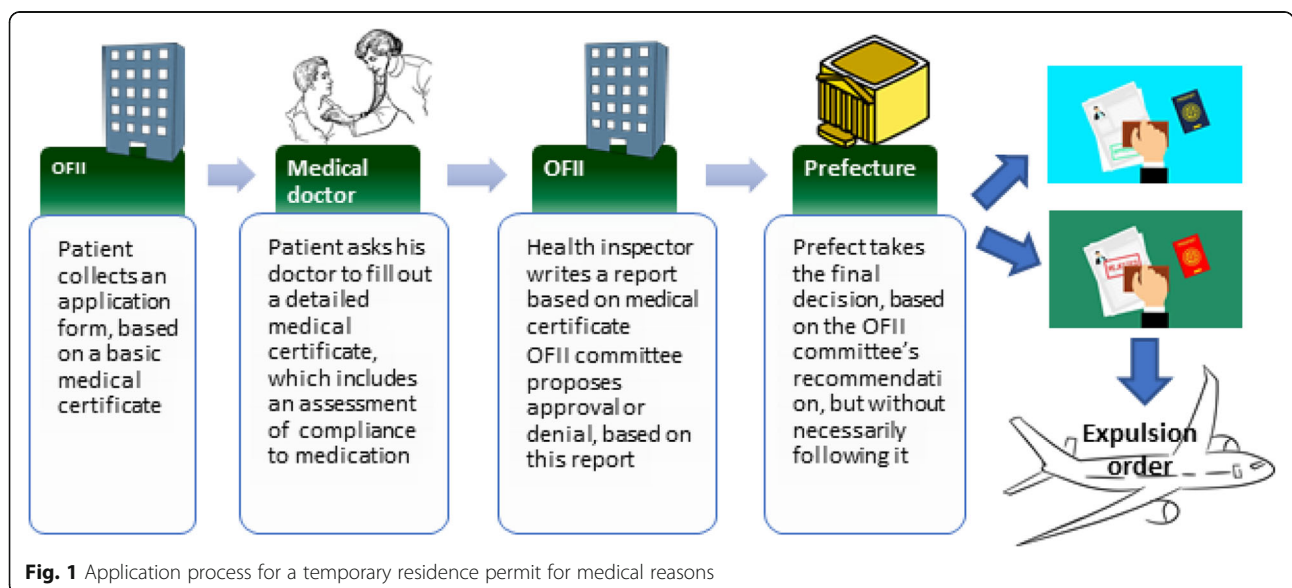 OFII
Patient
collects an
application
form, based
on a basic
medical
certificate
Medical
doctor
Patient asks his
doctor to fill out
a detailed
medical
certificate,
which includes
an assessment
of compliance
to medication
OFII
Health inspector
writes a report
based on medical
certificate
OFII committee
proposes
approval or
denial, based on
this report
Prefecture
Prefect takes
the final
decision, based
on the OFII
committee's
recommendati
on, but without
necessarily
following it
Expulsion
order
Fig. 1 Application process for a temporary residence permit for medical reasons